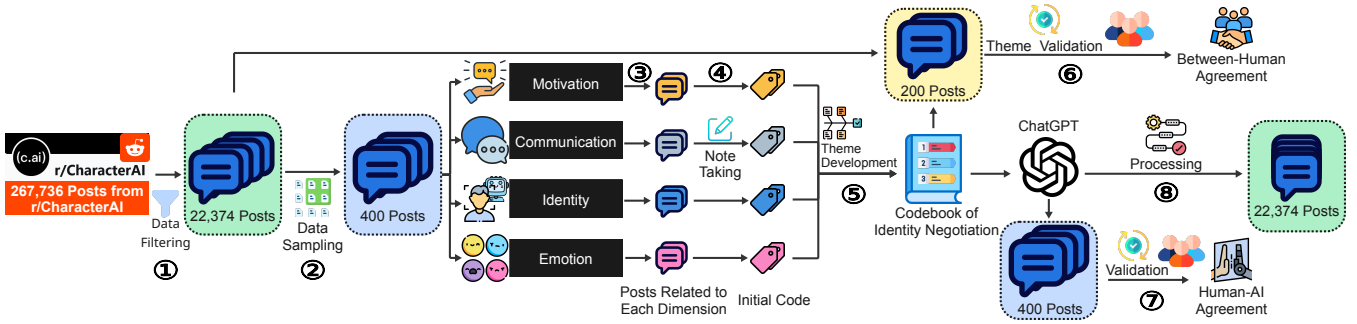 (c.ai)
r/CharacterAI
267,736 Posts from
r/CharacterAI
Data
Filtering
①
22,374 Posts
Data
Sampling
②
400 Posts
Motivation
Communication
Identity
Emotion
③
④
Note
Taking
Posts Related to
Each Dimension
Initial Code
Theme
Development
⑤
200 Posts
Theme Validation
⑥
Between-Human
Agreement
1
2
3
Codebook of
Identity Negotiation
ChatGPT
Processing
⑧
22,374 Posts
400 Posts
Validation
⑦
Human-AI
Agreement